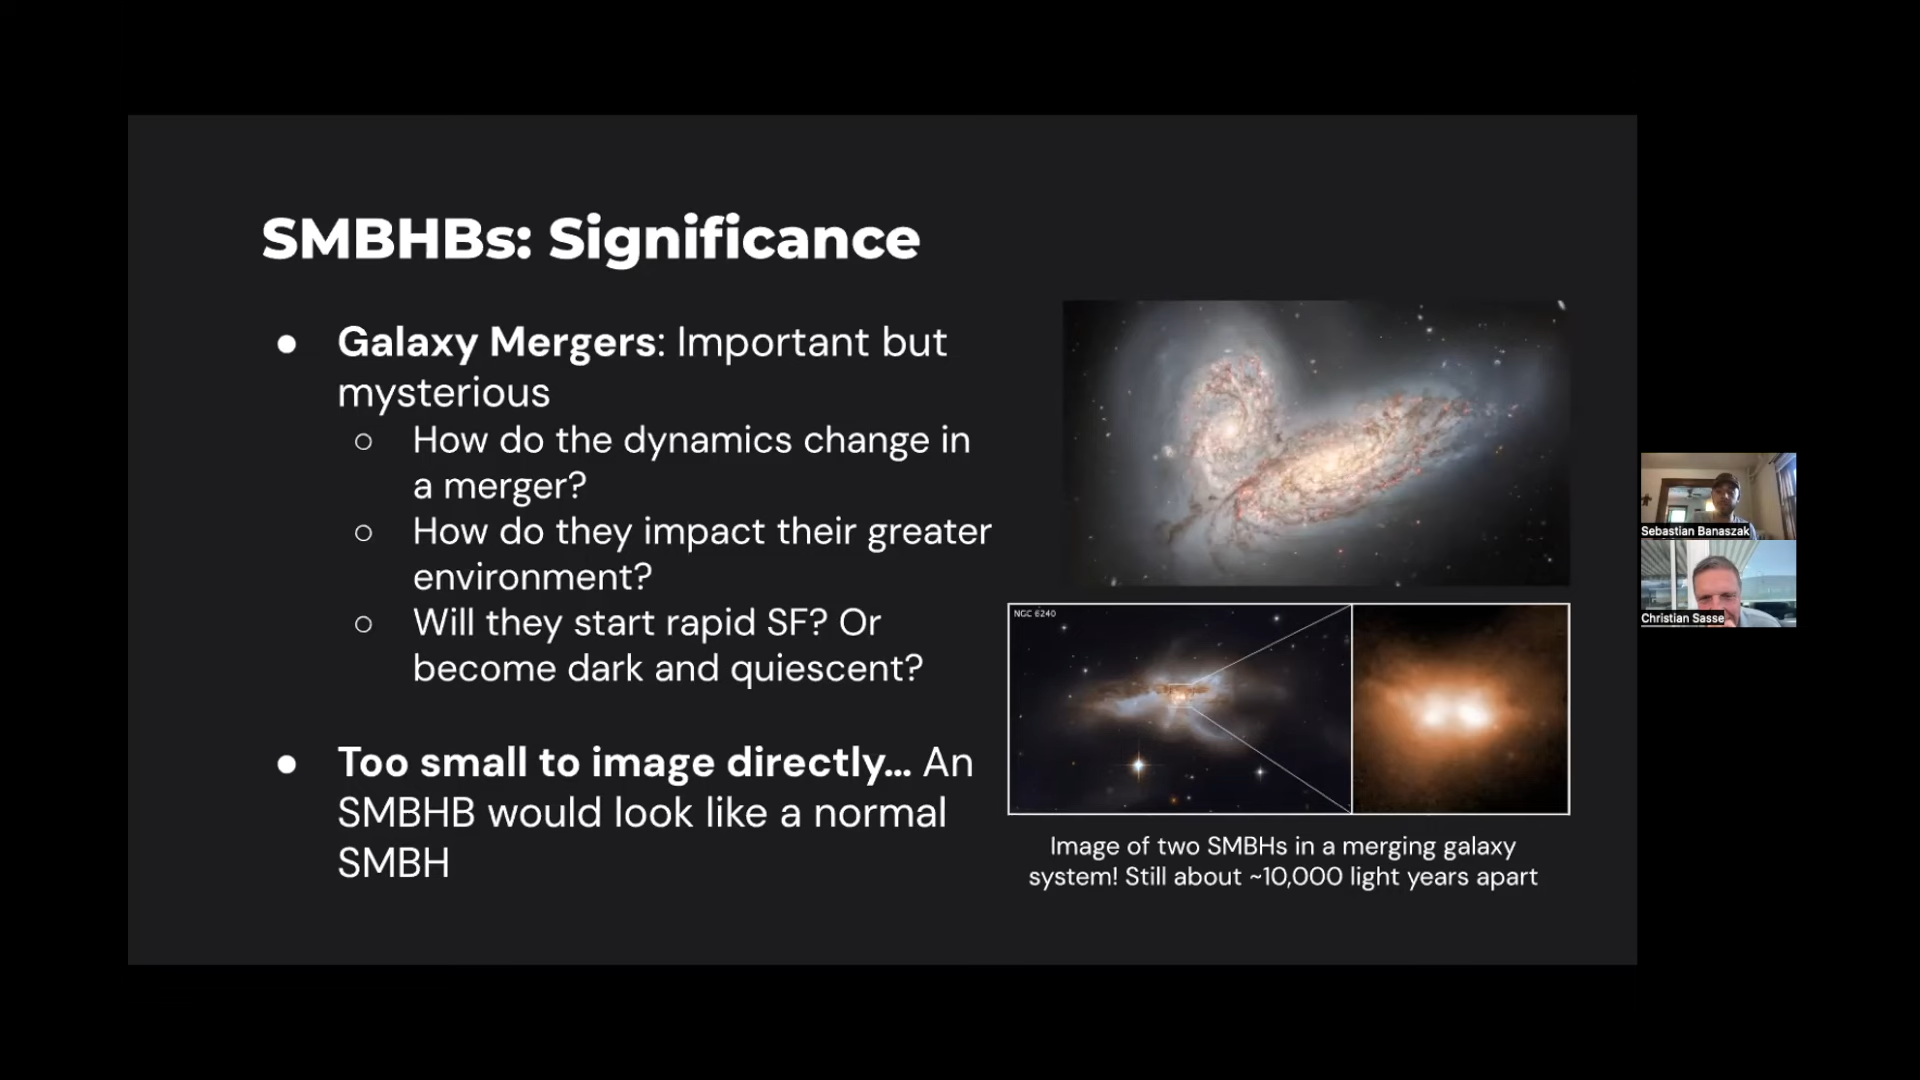 SMBHBs: Significance
● Galaxy Mergers: Important but
mysterious
○ How do the dynamics change in
a merger?
○ How do they impact their greater
environment?
○ Will they start rapid SF? Or
become dark and quiescent?
● Too small to image directly... An
SMBHB would look like a normal
SMBH
NGC 6240
Image of two SMBHs in a merging galaxy
system! Still about ~10,000 light years apart
Sebastian Banaszak
Christian Sasse